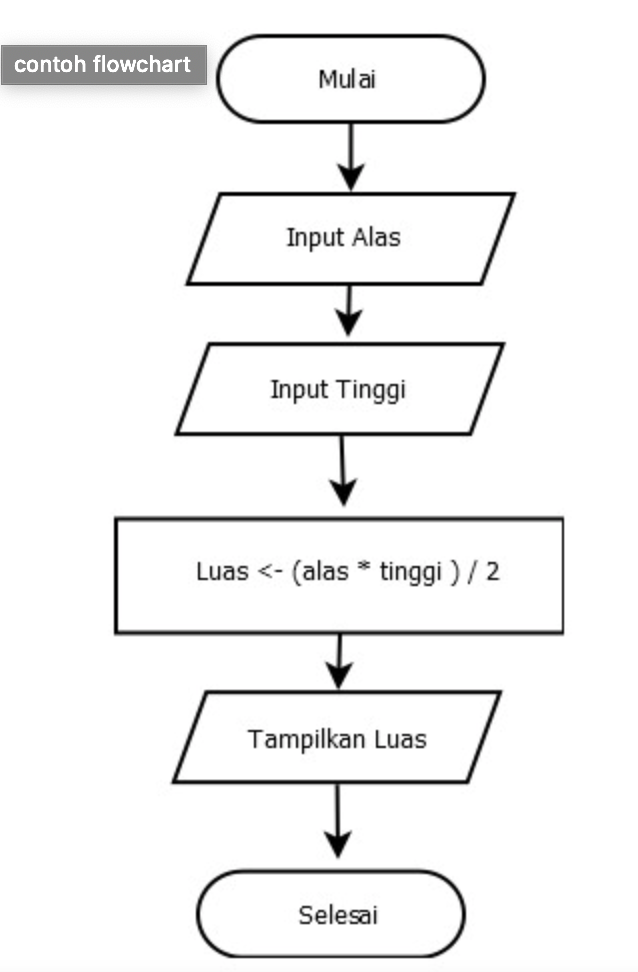 contoh flowchart
Mulai
Input Alas
Input Tinggi
Luas <- (alas * tinggi ) / 2
Tampilkan Luas
Selesai